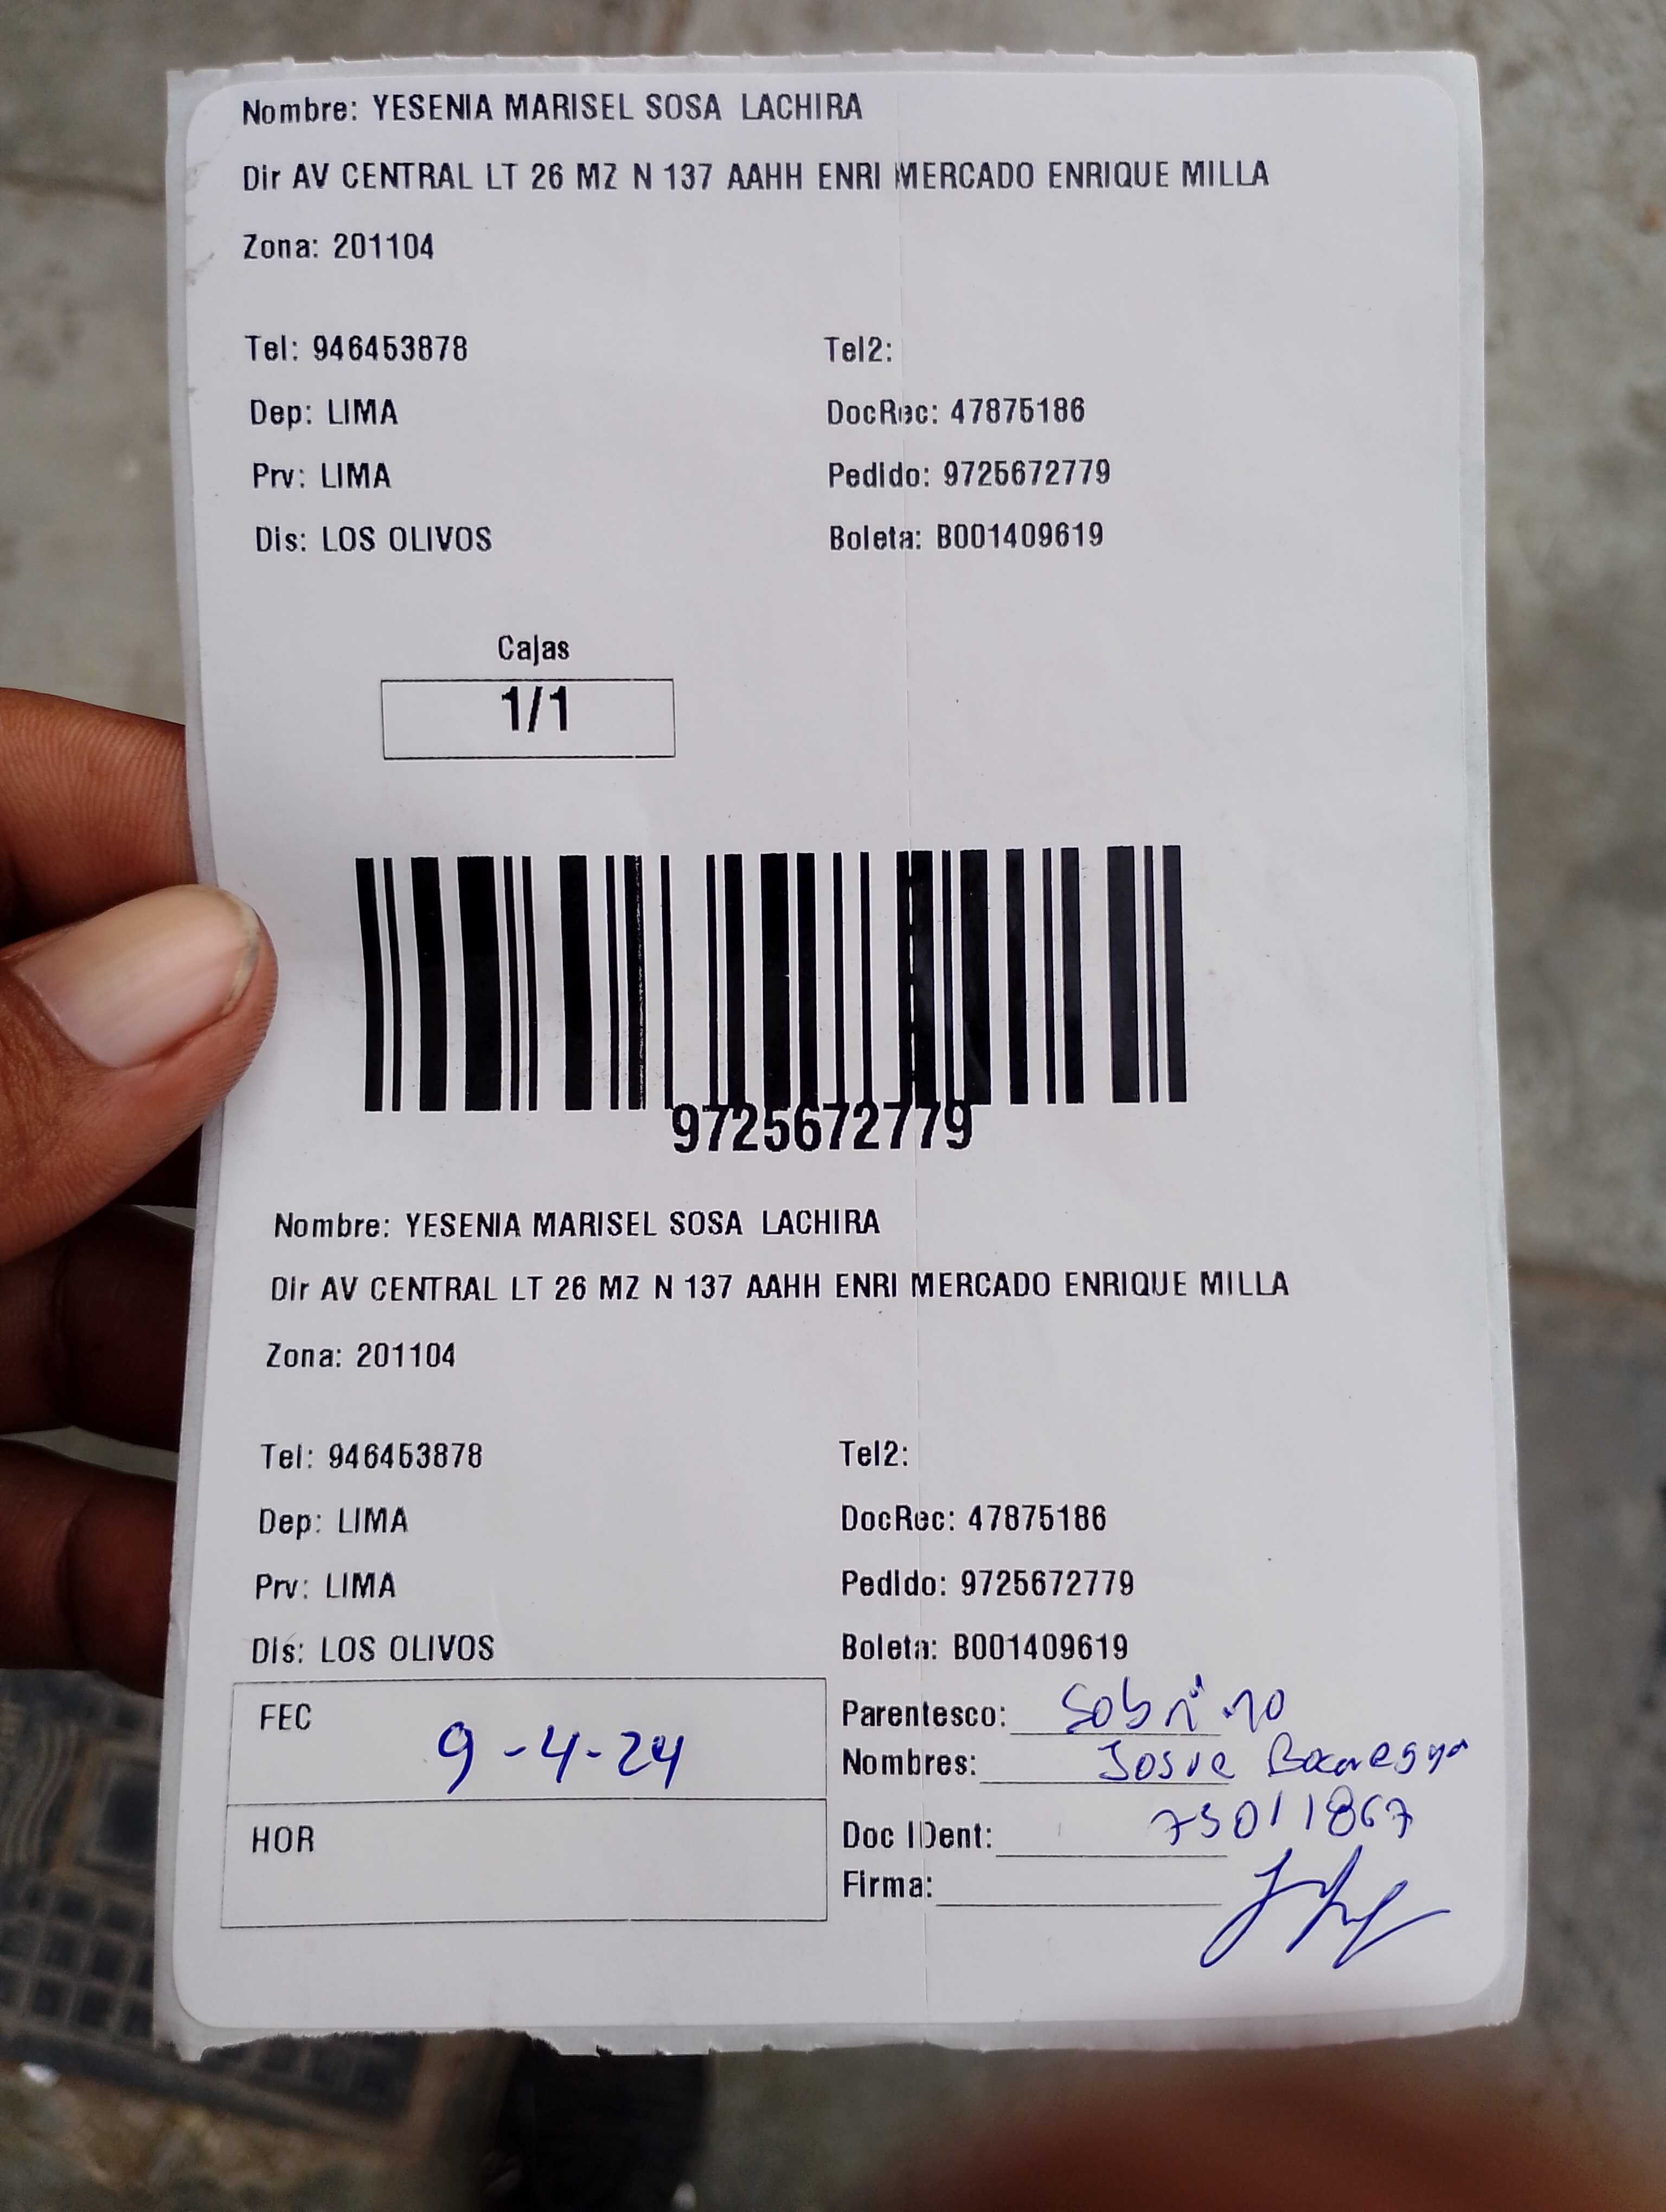 Nombre: YESENIA MARISEL SOSA LACHIRA
Dir AV CENTRAL LT 26 MZ N 137 AAHH ENRI MERCADO ENRIQUE MILLA
Zona: 201104
Tel: 946453878 Tel2:
Dep: LIMA DocRec: 47875186
Prv: LIMA Pedido: 9725672779
Dis: LOS OLIVOS Boleta: B001409619
Cajas
1/1
9725672779
Nombre: YESENIA MARISEL SOSA LACHIRA
Dir AV CENTRAL LT 26 MZ N 137 AAHH ENRI MERCADO ENRIQUE MILLA
Zona: 201104
Tel: 946453878 Tel2:
Dep: LIMA DocRec: 47875186
Prv: LIMA Pedido: 9725672779
Dis: LOS OLIVOS Boleta: B001409619
FEC 9-4-24 Parentesco: Sobrino
Nombres: Josue
HOR Doc IDent: 75011867
Firma: